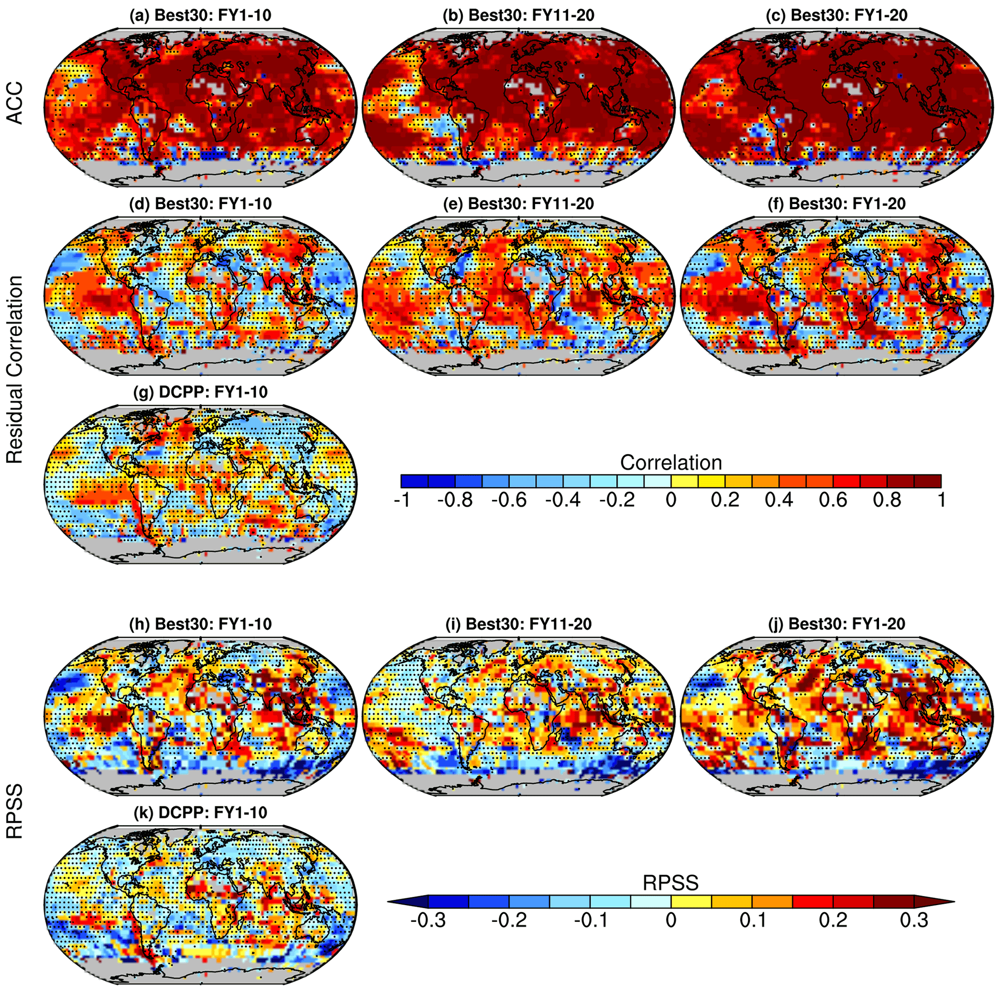 (a) Best30: FY1-10
(b) Best30: FY11-20
(c) Best30: FY1-20
ACC
(d) Best30: FY1-10
(e) Best30: FY11-20
(f) Best30: FY1-20
Residual Correlation
(g) DCPP: FY1-10
Correlation
-1 -0.8 -0.6 -0.4 -0.2 0 0.2 0.4 0.6 0.8 1
(h) Best30: FY1-10
(i) Best30: FY11-20
(j) Best30: FY1-20
RPSS
(k) DCPP: FY1-10
RPSS
-0.3 -0.2 -0.1 0 0.1 0.2 0.3